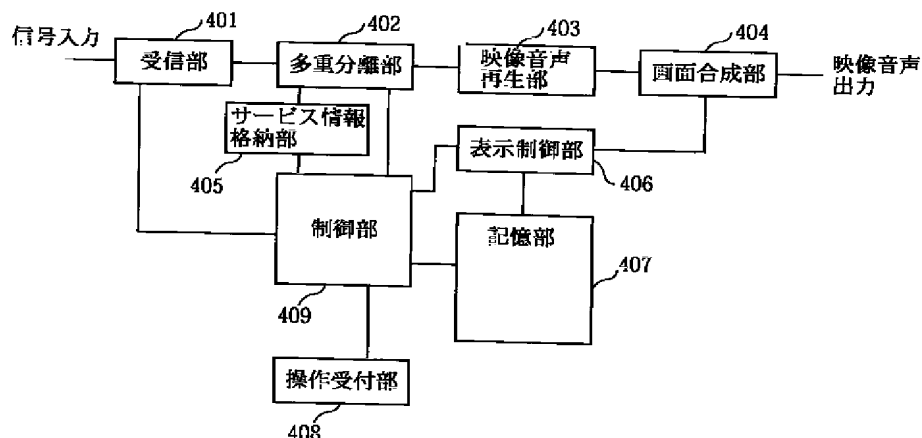 信号入力
401
受信部
402
多重分離部
403
映像音声
再生部
404
画面合成部
映像音声
出力
サービス情報
格納部
405
表示制御部
406
制御部
409
記憶部
407
操作受付部
408